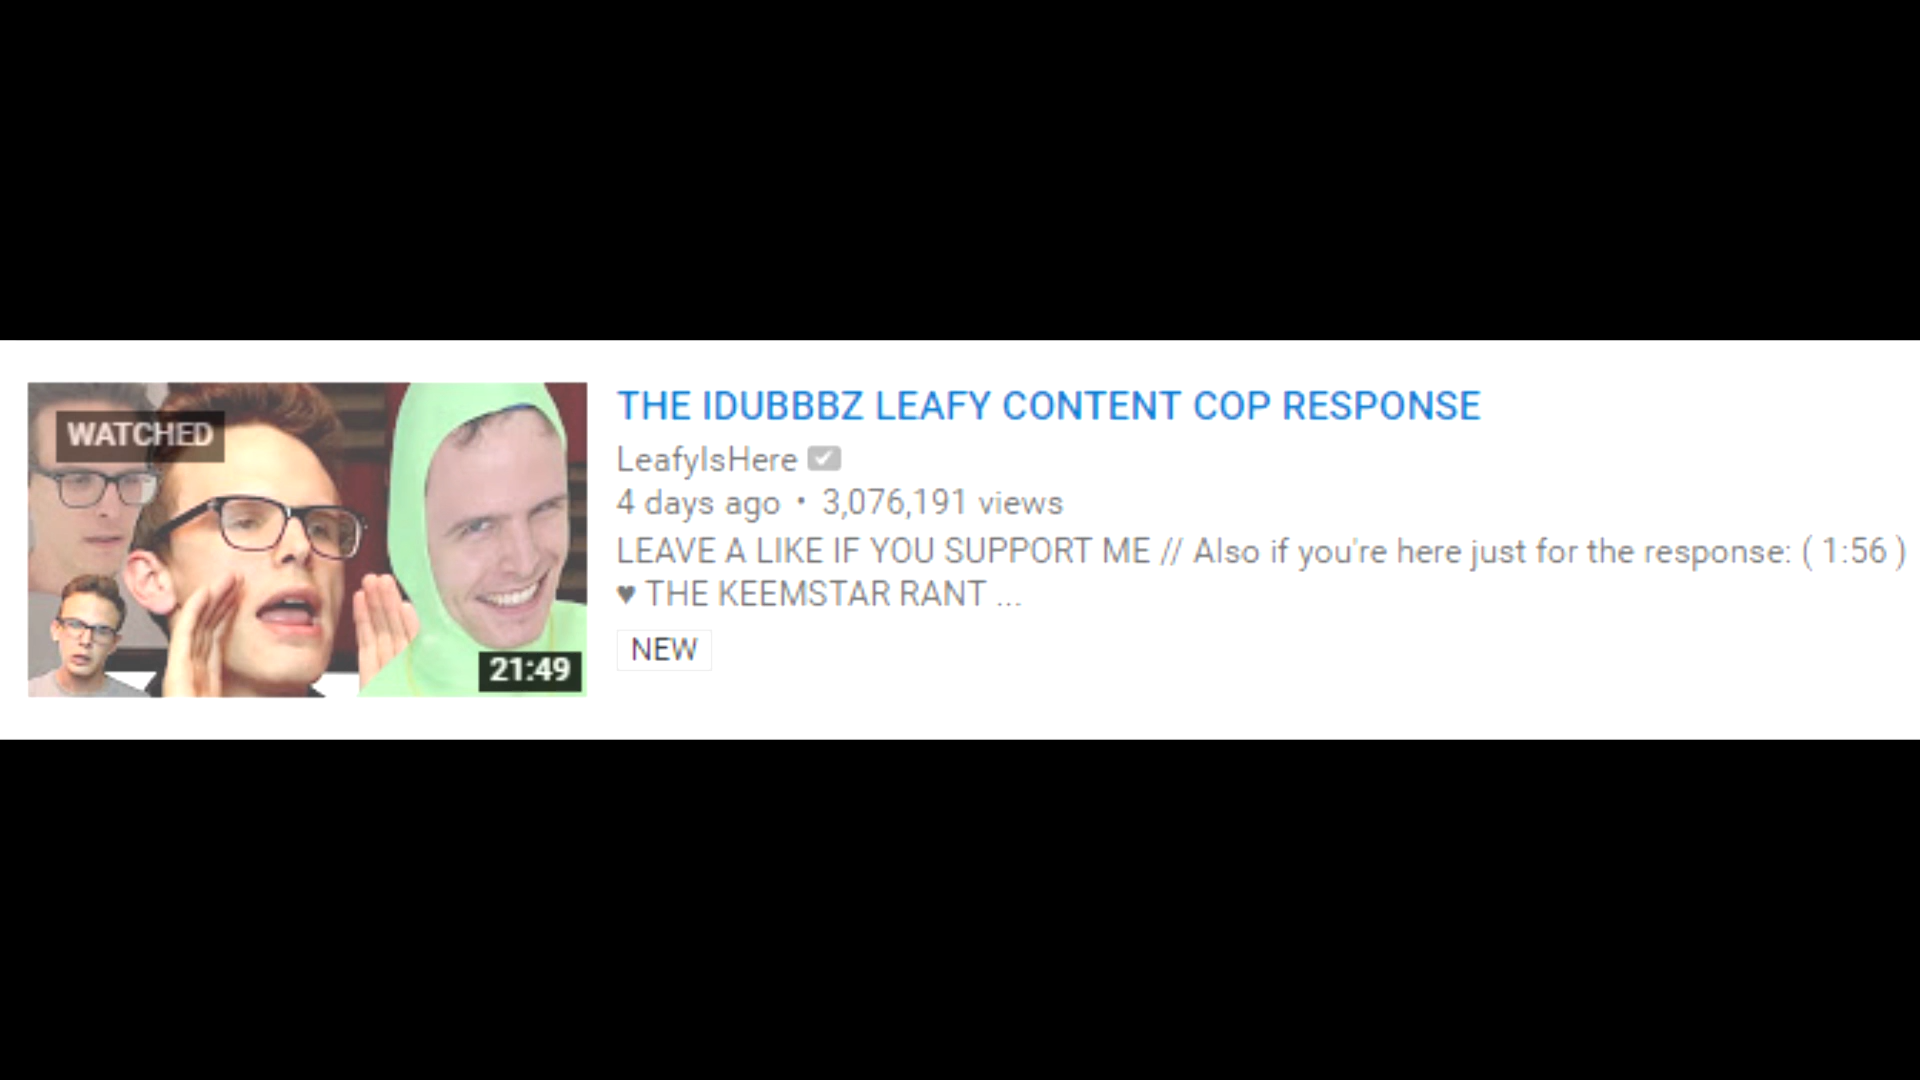 WATCHED
21:49
THE IDUBBBZ LEAFY CONTENT COP RESPONSE
LeafyIsHere
4 days ago • 3,076,191 views
LEAVE A LIKE IF YOU SUPPORT ME // Also if you're here just for the response: ( 1:56 )
♥ THE KEEMSTAR RANT ...
NEW